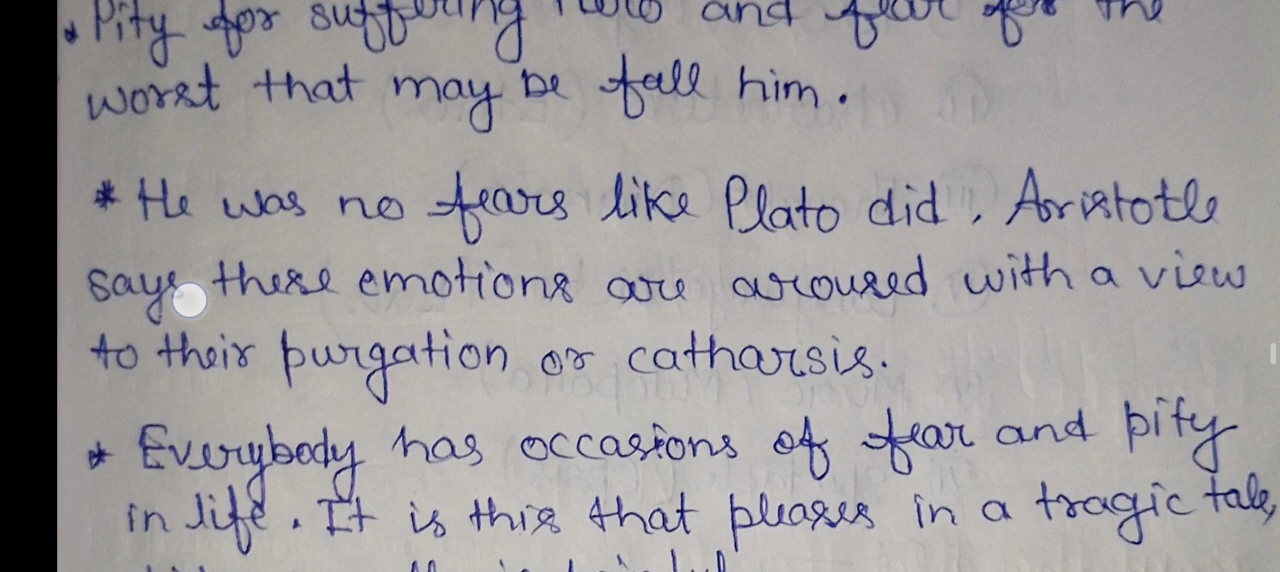 Pity for suffering Hero and fear for the
worst that may be fall him.
* He was no fears like Plato did, Aristotle
says these emotions are aroused with a view
to their purgation or catharsis.
* Everybody has occasions of fear and pity
in life. It is this that pleases in a tragic tale,